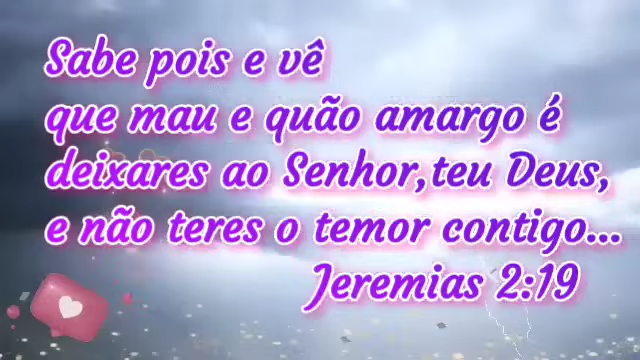 Sabe pois e vê
que mau e quão amargo é
deixares ao Senhor,teu Deus,
e não teres o temor contigo...
Jeremias 2:19